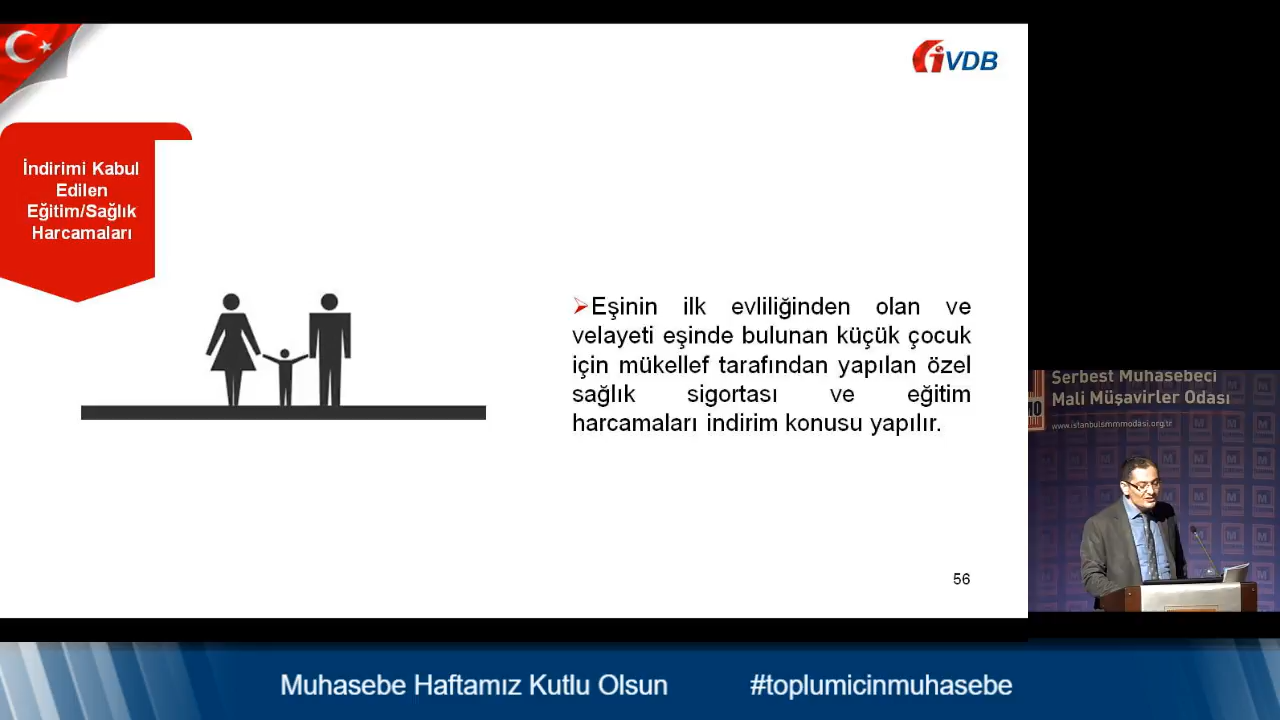 iVDB
İndirimi Kabul
Edilen
Eğitim/Sağlık
Harcamaları
➢Eşinin ilk evliliğinden olan ve
velayeti eşinde bulunan küçük çocuk
için mükellef tarafından yapılan özel
sağlık sigortası ve eğitim
harcamaları indirim konusu yapılır.
56
Serbest Muhasebeci
Mali Müşavirler Odası
www.istanbulsmmmodasi.org.tr
Muhasebe Haftamız Kutlu Olsun
#toplumicinmuhasebe